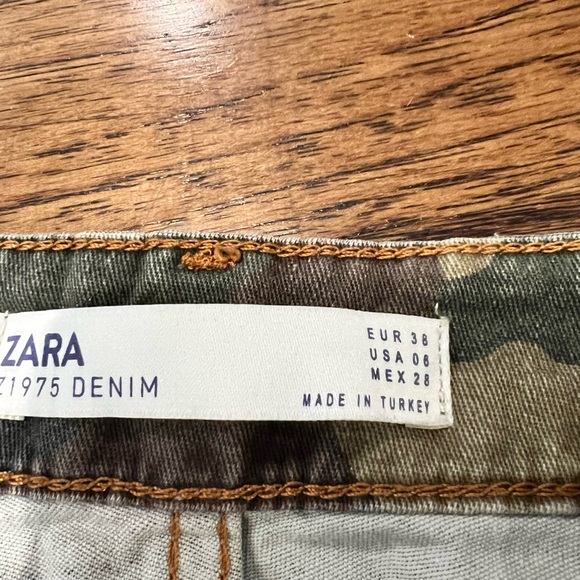 ZARA
Z1975 DENIM
EUR 38
USA 06
MEX 28
MADE IN TURKEY